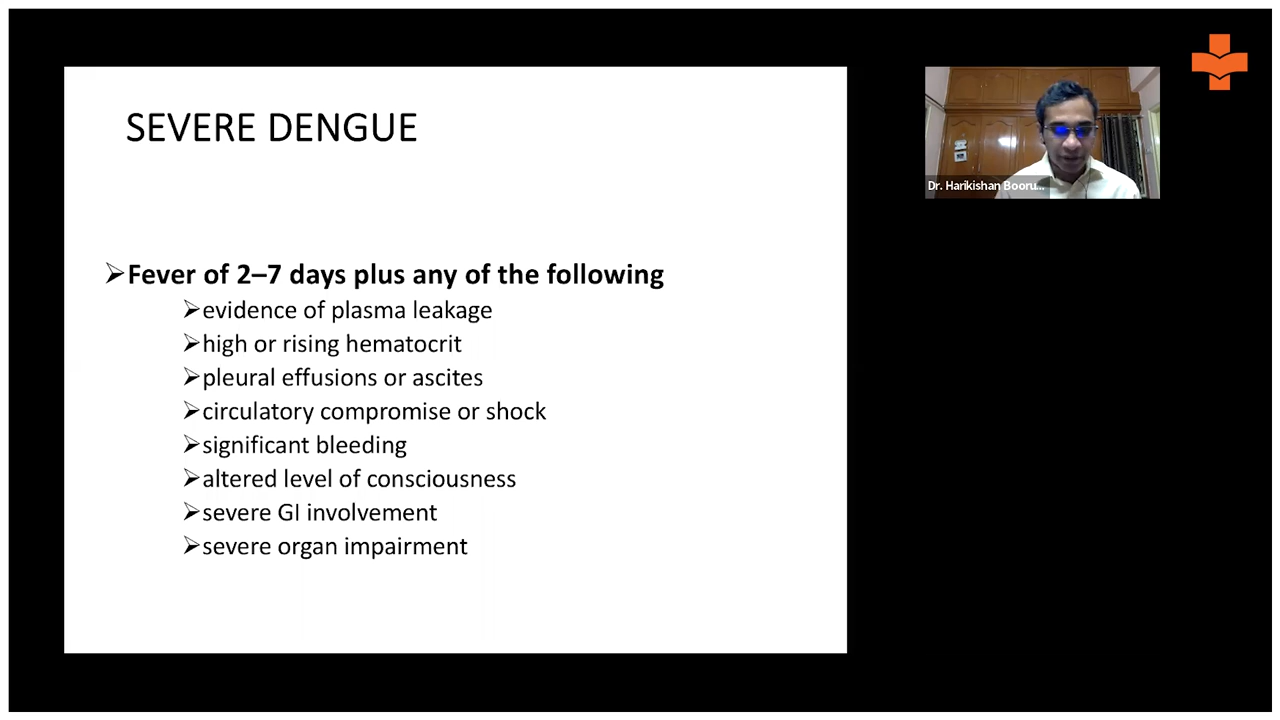 SEVERE DENGUE
➢Fever of 2–7 days plus any of the following
➢evidence of plasma leakage
➢high or rising hematocrit
➢pleural effusions or ascites
➢circulatory compromise or shock
➢significant bleeding
➢altered level of consciousness
➢severe GI involvement
➢severe organ impairment
Dr. Harikishan Booru...